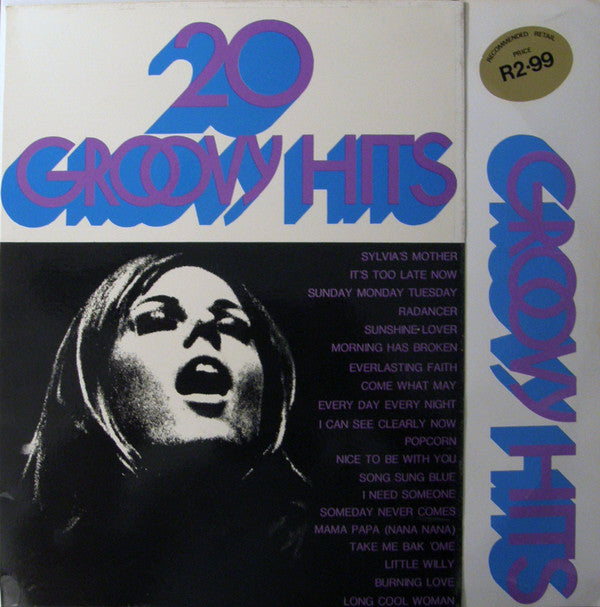 20
GROOVY HITS
SYLVIA'S MOTHER
IT'S TOO LATE NOW
SUNDAY MONDAY TUESDAY
RADANCER
SUNSHINE•LOVER
MORNING HAS BROKEN
EVERLASTING FAITH
COME WHAT MAY
EVERY DAY EVERY NIGHT
I CAN SEE CLEARLY NOW
POPCORN
NICE TO BE WITH YOU
SONG SUNG BLUE
I NEED SOMEONE
SOMEDAY NEVER COMES
MAMA PAPA (NANA NANA)
TAKE ME BAK 'OME
LITTLE WILLY
BURNING LOVE
LONG COOL WOMAN
RECOMMENDED RETAIL
PRICE
R2·99
GROOVY HITS